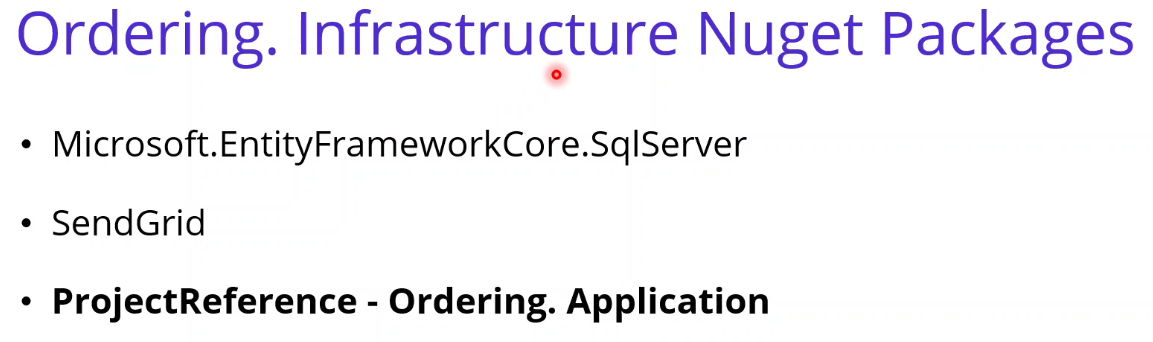 Ordering. Infrastructure Nuget Packages
• Microsoft.EntityFrameworkCore.SqlServer
• SendGrid
• ProjectReference - Ordering. Application